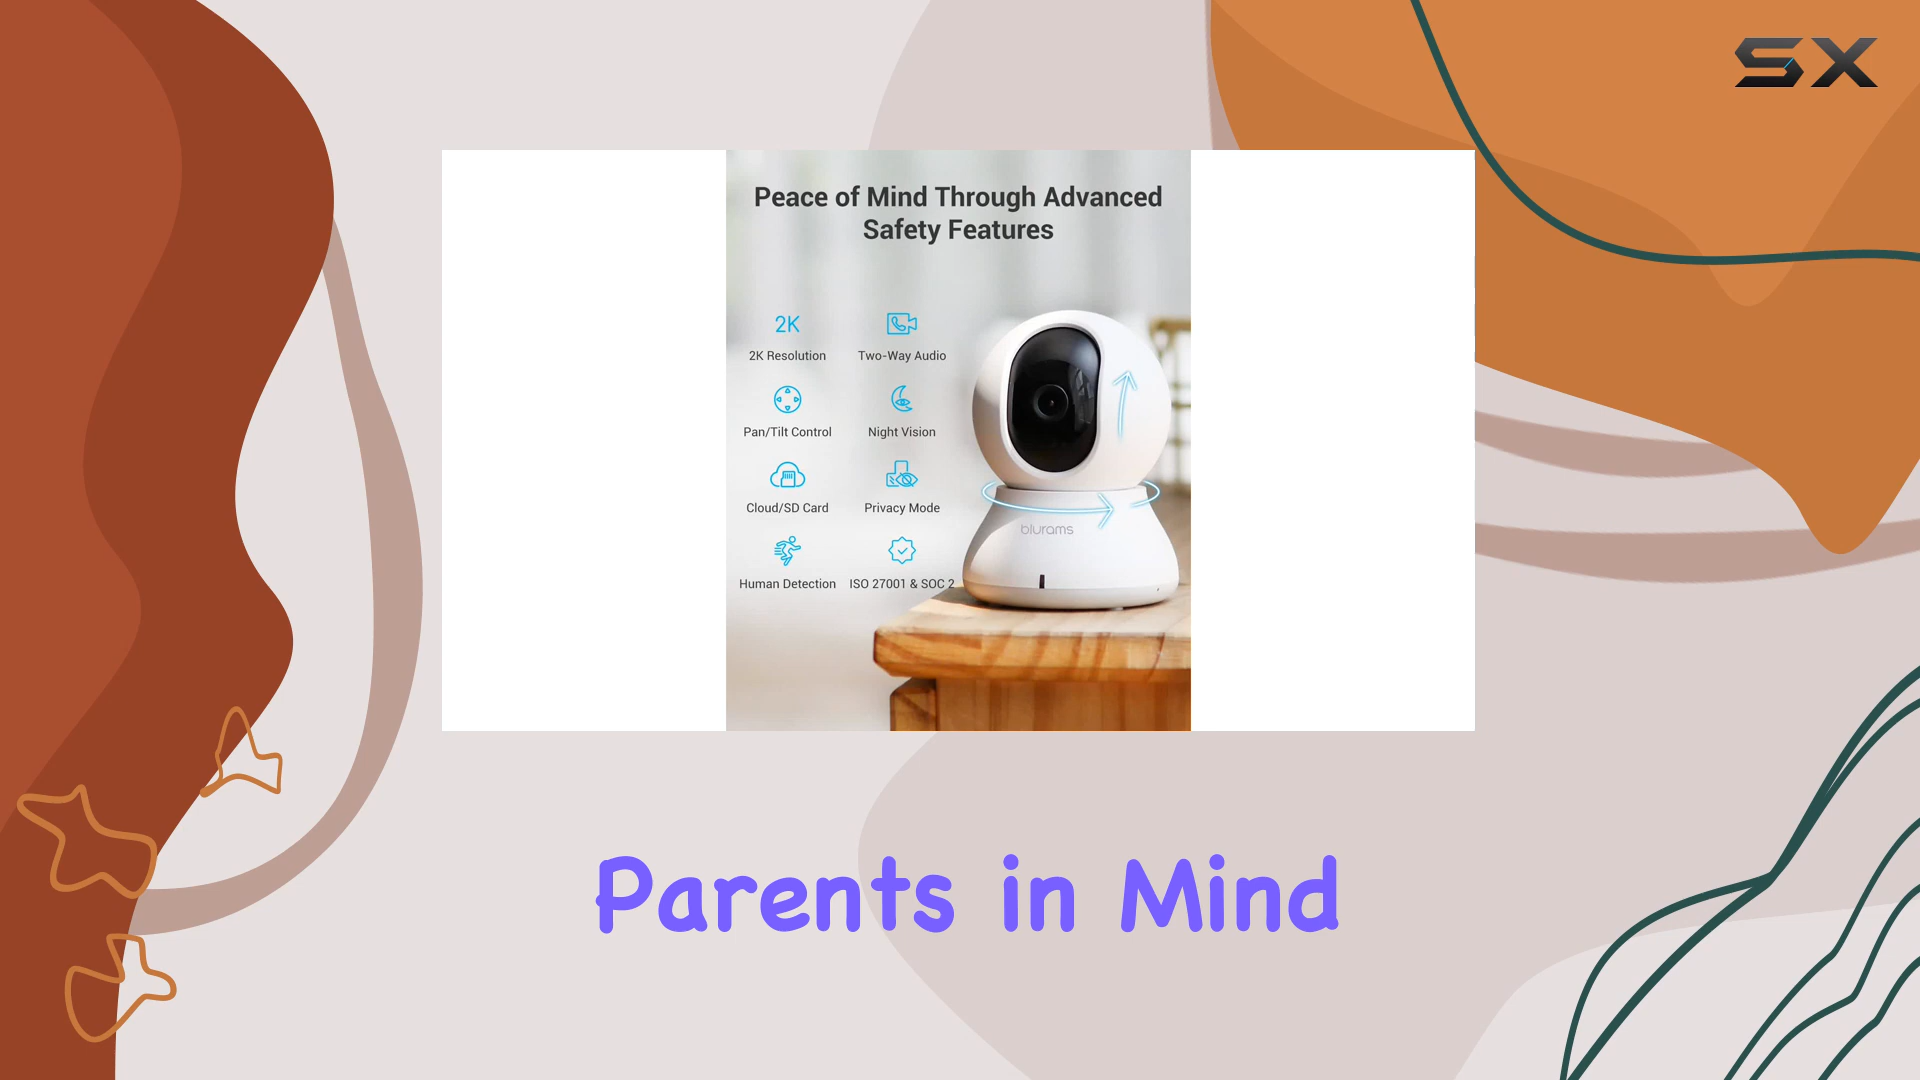 SX
Peace of Mind Through Advanced
Safety Features
2K
2K Resolution
Two-Way Audio
Pan/Tilt Control
Night Vision
Cloud/SD Card
Privacy Mode
Human Detection
ISO 27001 & SOC 2
blurams
Parents in Mind